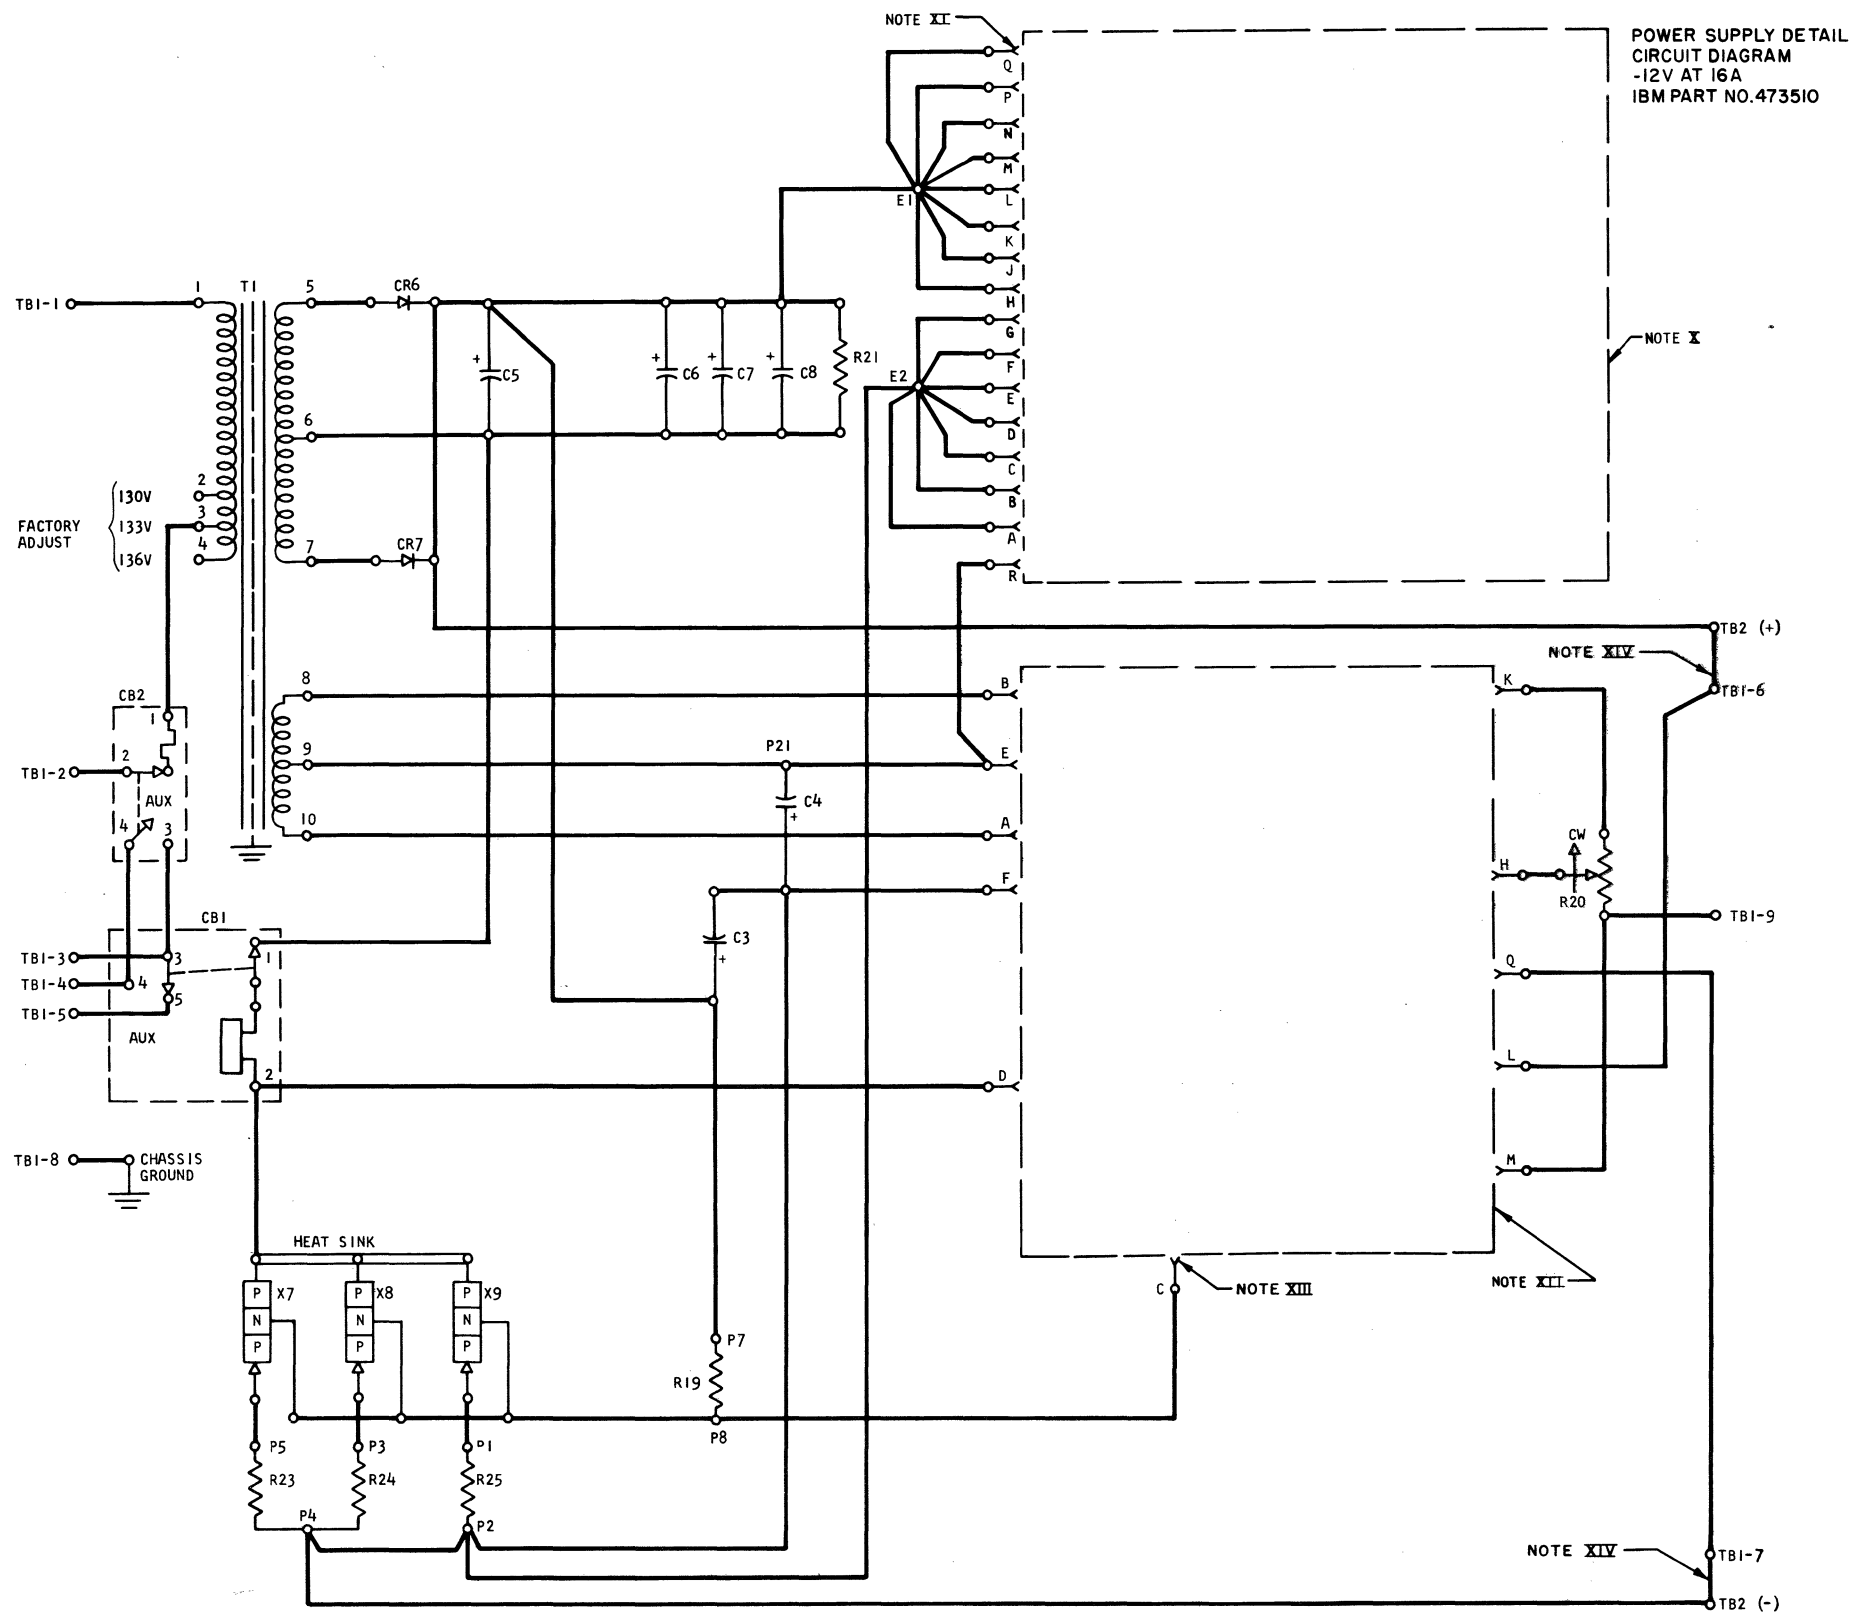 NOTE XI
POWER SUPPLY DETAIL
CIRCUIT DIAGRAM
-12V AT 16A
IBM PART NO.473510
Q
P
N
M
E1
L
K
J
H
G
F
E2
E
D
C
B
A
R
NOTE X
TB1-1
1
T1
5
CR6
+
C5
+
C6
+
C7
+
C8
R21
6
2
130V
3
133V
4
136V
FACTORY
ADJUST
7
CR7
TB2 (+)
NOTE XIV
TB1-6
8
B
K
CB2
1
2
TB1-2
AUX
4
3
9
P21
E
C4
+
10
A
CW
H
R20
F
TB1-9
CB1
C3
+
TB1-3
3
1
TB1-4
4
TB1-5
5
AUX
Q
L
2
D
TB1-8
CHASSIS
GROUND
M
HEAT SINK
P
X7
P
X8
P
X9
N
N
N
P
P
P
C
NOTE XIII
NOTE XII
P7
R19
P8
P5
P3
P1
R23
R24
R25
P4
P2
NOTE XIV
TB1-7
TB2 (-)